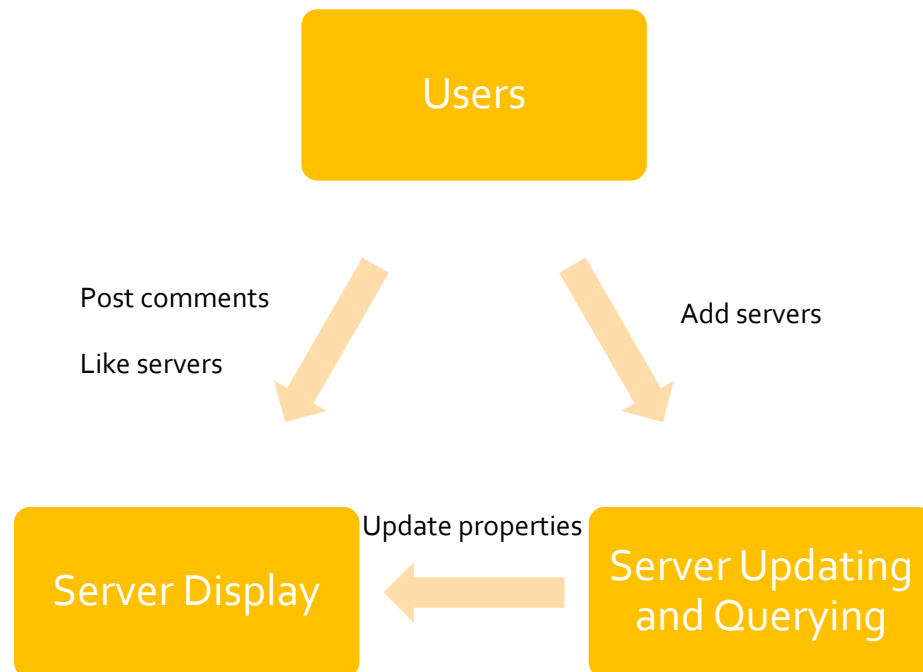 Users
Post comments
Add servers
Like servers
Update properties
Server Display
Server Updating
and Querying